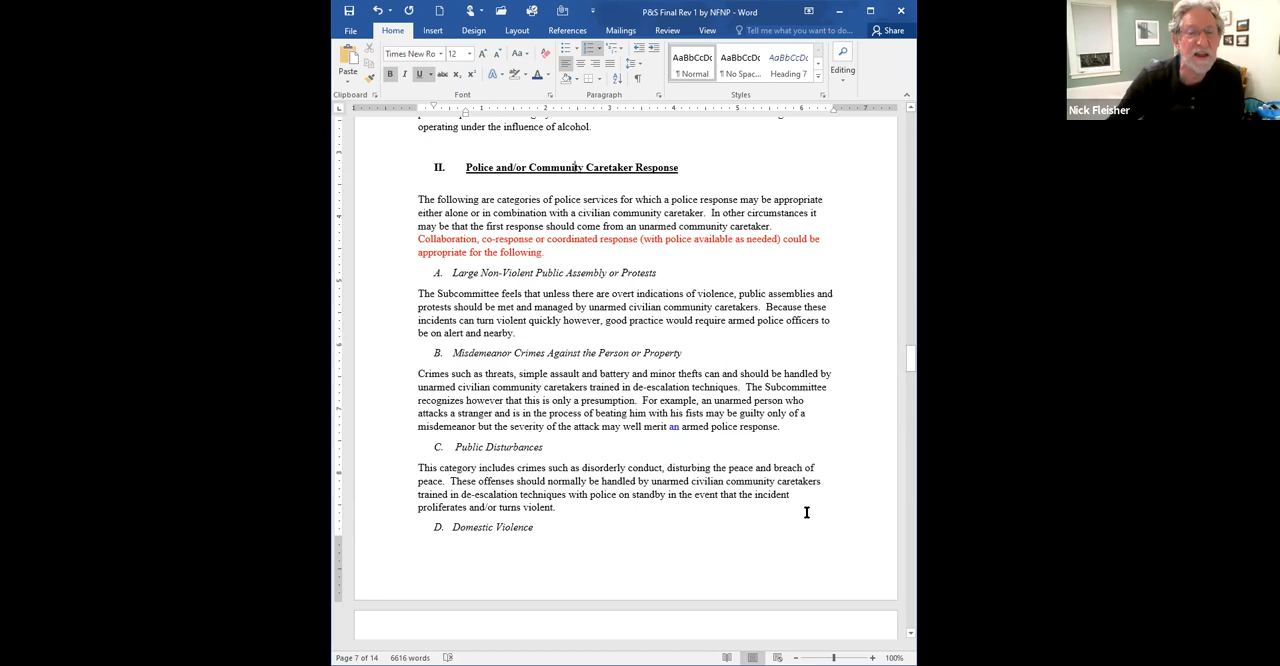 P&S Final Rev 1 by NFNP - Word
File Home Insert Draw Design Layout References Mailings Review View Tell me what you want to do... Share
Paste
Times New Ro 12 Aa
B I U abc x₂ x² A A
AaBbCcDc AaBbCcDc AaBbCcDc
¶ Normal ¶ No Spac... Heading 7
Editing
Clipboard Font Paragraph Styles
1 1 2 3 4 5 6 7
operating under the influence of alcohol.
II. Police and/or Community Caretaker Response
The following are categories of police services for which a police response may be appropriate
either alone or in combination with a civilian community caretaker. In other circumstances it
may be that the first response should come from an unarmed community caretaker.
Collaboration, co-response or coordinated response (with police available as needed) could be
appropriate for the following.
A. Large Non-Violent Public Assembly or Protests
The Subcommittee feels that unless there are overt indications of violence, public assemblies and
protests should be met and managed by unarmed civilian community caretakers. Because these
incidents can turn violent quickly however, good practice would require armed police officers to
be on alert and nearby.
B. Misdemeanor Crimes Against the Person or Property
Crimes such as threats, simple assault and battery and minor thefts can and should be handled by
unarmed civilian community caretakers trained in de-escalation techniques. The Subcommittee
recognizes however that this is only a presumption. For example, an unarmed person who
attacks a stranger and is in the process of beating him with his fists may be guilty only of a
misdemeanor but the severity of the attack may well merit an armed police response.
C. Public Disturbances
This category includes crimes such as disorderly conduct, disturbing the peace and breach of
peace. These offenses should normally be handled by unarmed civilian community caretakers
trained in de-escalation techniques with police on standby in the event that the incident
proliferates and/or turns violent.
D. Domestic Violence
Page 7 of 14 6616 words 100%
Nick Fleisher